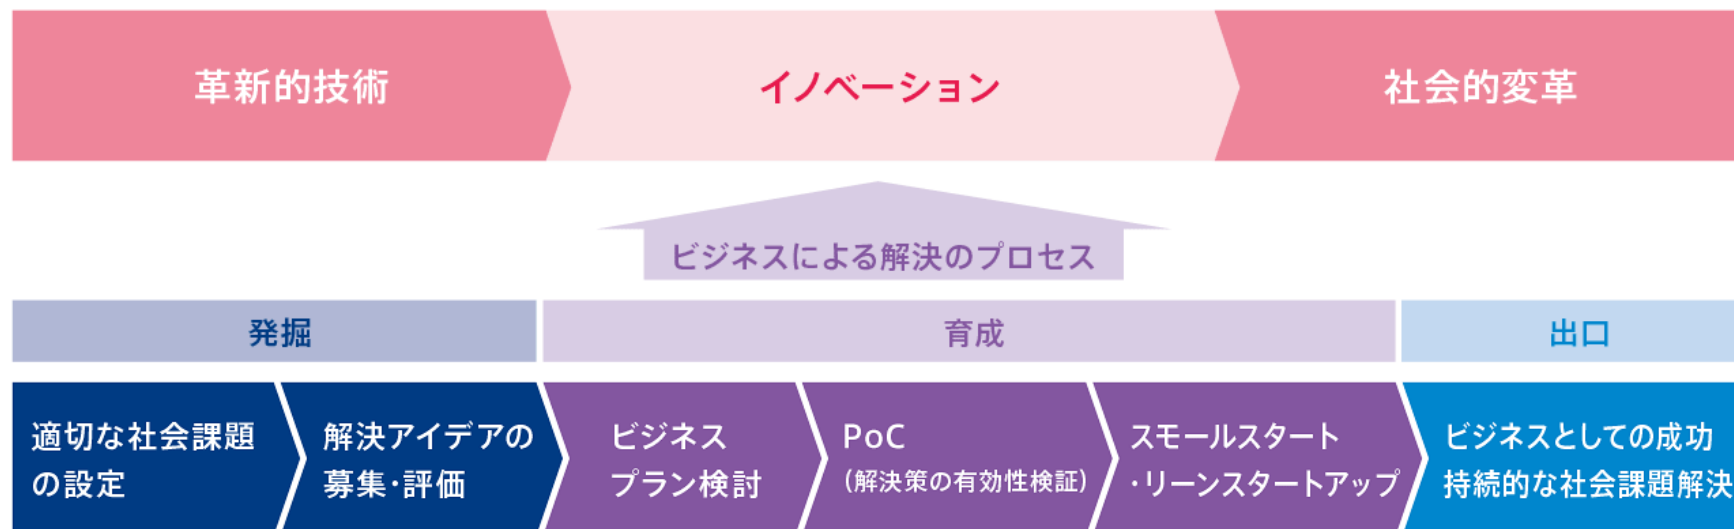 革新的技術
イノベーション
社会的変革
ビジネスによる解決のプロセス
発掘
育成
出口
適切な社会課題
の設定
解決アイデアの
募集・評価
ビジネス
プラン検討
PoC
(解決策の有効性検証)
スモールスタート
・リーンスタートアップ
ビジネスとしての成功
持続的な社会課題解決